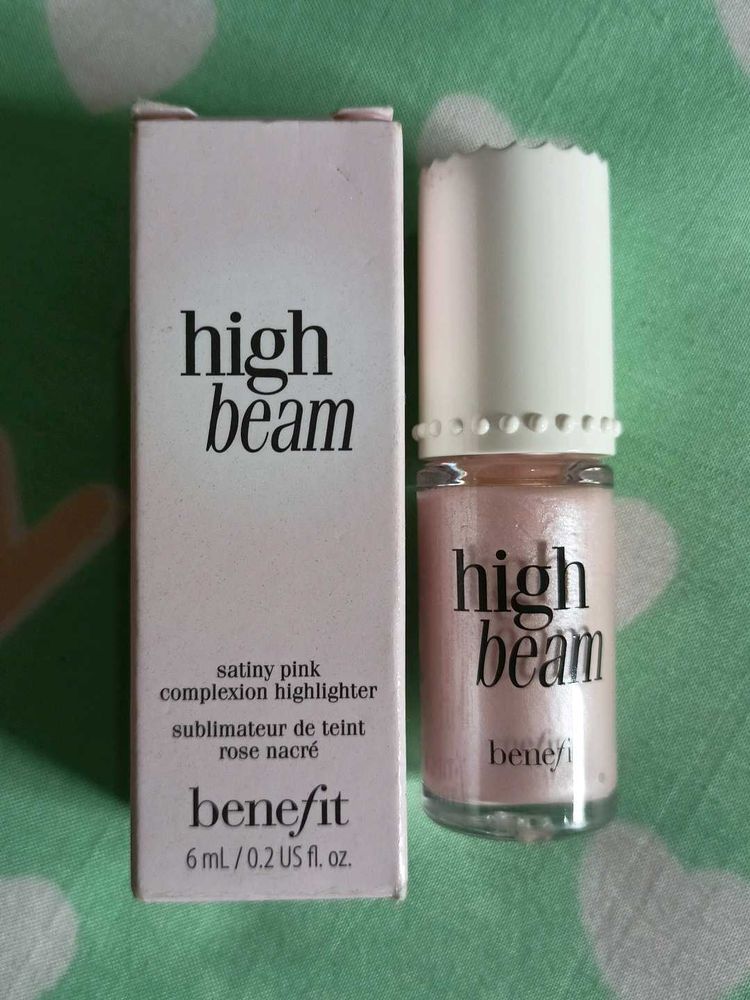 high
beam
satiny pink
complexion highlighter
sublimateur de teint
rose nacré
benefit
6 mL / 0.2 US fl. oz.
high
beam
benefit